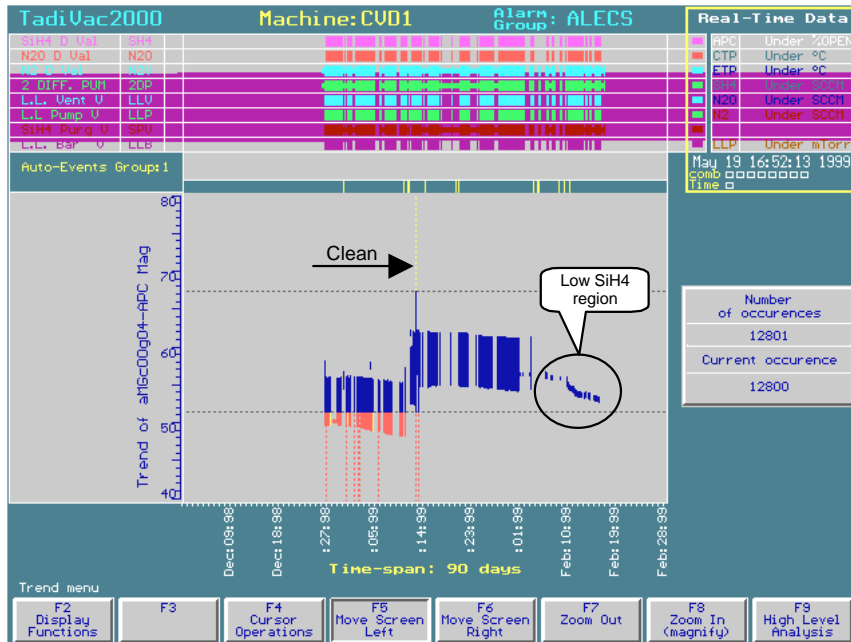 TadiVac2000 Machine:CVD1 Alarm Group: ALECS Real-Time Data
SiH4 D Val SH4
N2O D Val N2O
2 DIFF. PUM 2DP
L.L. Vent V LLV
L.L Pump V LLP
SiH4 Purg V SPV
L.L. Bar V LLB
APC Under %OPEN
CTP Under °C
ETP Under °C
SH4 Under SCCM
N2O Under SCCM
N2 Under SCCM
LLP Under mTorr
Auto-Events Group:1
May 19 16:52:13 1999
comb
Time
80
70
60
50
40
Trend of aMGc00g04-APC Mag
Clean
Low SiH4
region
Number
of occurences
12801
Current occurence
12800
Dec:09:98
Dec:18:98
:27:98
:05:99
:14:99
:23:99
:01:99
Feb:10:99
Feb:19:99
Feb:28:99
Time-span: 90 days
Trend menu
F2
Display
Functions
F3
F4
Cursor
Operations
F5
Move Screen
Left
F6
Move Screen
Right
F7
Zoom Out
F8
Zoom In
(magnify)
F9
High Level
Analysis